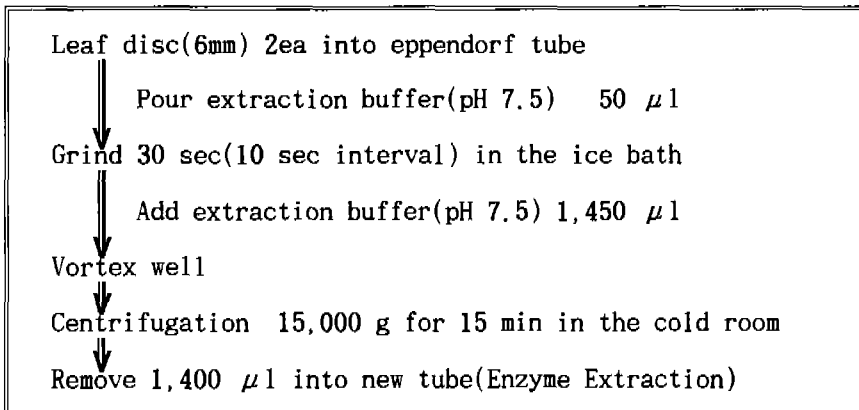 Leaf disc(6mm) 2ea into eppendorf tube
Pour extraction buffer(pH 7.5) 50 μl
Grind 30 sec(10 sec interval) in the ice bath
Add extraction buffer(pH 7.5) 1,450 μl
Vortex well
Centrifugation 15,000 g for 15 min in the cold room
Remove 1,400 μl into new tube(Enzyme Extraction)